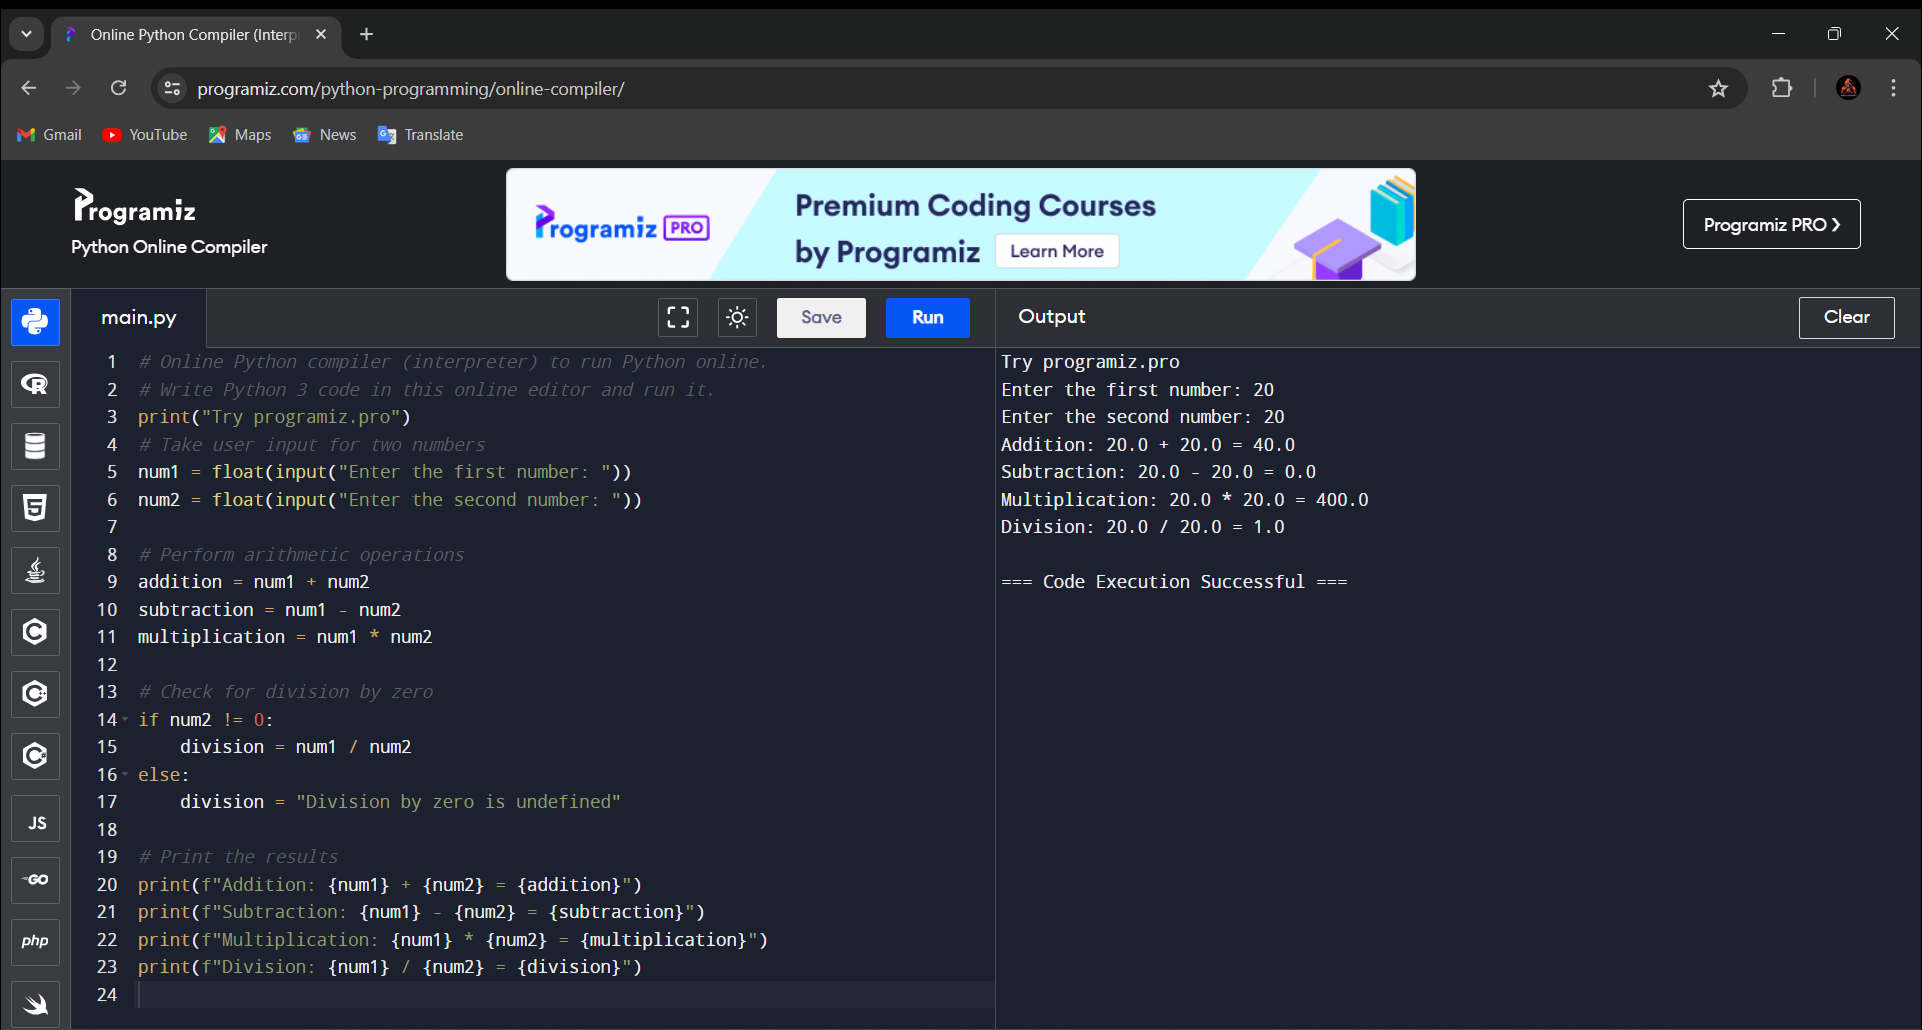 Online Python Compiler (Interp
programiz.com/python-programming/online-compiler/
Gmail YouTube Maps News Translate
Programiz
Python Online Compiler
Programiz PRO
Premium Coding Courses
by Programiz Learn More
Programiz PRO ❯
main.py Save Run
1 # Online Python compiler (interpreter) to run Python online.
2 # Write Python 3 code in this online editor and run it.
3 print("Try programiz.pro")
4 # Take user input for two numbers
5 num1 = float(input("Enter the first number: "))
6 num2 = float(input("Enter the second number: "))
7
8 # Perform arithmetic operations
9 addition = num1 + num2
10 subtraction = num1 - num2
11 multiplication = num1 * num2
12
13 # Check for division by zero
14 if num2 != 0:
15     division = num1 / num2
16 else:
17     division = "Division by zero is undefined"
18
19 # Print the results
20 print(f"Addition: {num1} + {num2} = {addition}")
21 print(f"Subtraction: {num1} - {num2} = {subtraction}")
22 print(f"Multiplication: {num1} * {num2} = {multiplication}")
23 print(f"Division: {num1} / {num2} = {division}")
24
Output Clear
Try programiz.pro
Enter the first number: 20
Enter the second number: 20
Addition: 20.0 + 20.0 = 40.0
Subtraction: 20.0 - 20.0 = 0.0
Multiplication: 20.0 * 20.0 = 400.0
Division: 20.0 / 20.0 = 1.0
=== Code Execution Successful ===
R
5
C
C+
C#
JS
GO
php